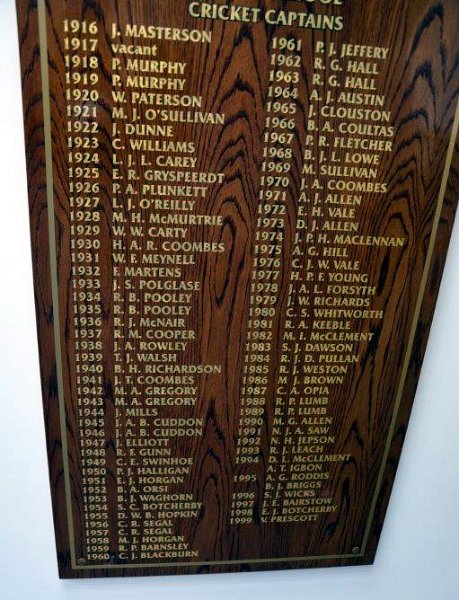 CRICKET CAPTAINS
1916 J. MASTERSON
1917 vacant
1918 P. MURPHY
1919 P. MURPHY
1920 W. PATERSON
1921 M. J. O'SULLIVAN
1922 J. DUNNE
1923 C. WILLIAMS
1924 L. J. L. CAREY
1925 E. R. GRYSPEERDT
1926 P. A. PLUNKETT
1927 L. J. O'REILLY
1928 M. H. McMURTRIE
1929 W. W. CARTY
1930 H. A. R. COOMBES
1931 W. F. MEYNELL
1932 F. MARTENS
1933 J. S. POLGLASE
1934 R. B. POOLEY
1935 R. B. POOLEY
1936 R. J. McNAIR
1937 R. M. COOPER
1938 J. A. ROWLEY
1939 T. J. WALSH
1940 B. H. RICHARDSON
1941 J. T. COOMBES
1942 M. A. GREGORY
1943 M. A. GREGORY
1944 J. MILLS
1945 J. A. B. CUDDON
1946 J. A. B. CUDDON
1947 J. ELLIOTT
1948 R. F. GUNN
1949 C. E. SWINHOE
1950 P. J. HALLIGAN
1951 E. J. HORGAN
1952 B. A. ORSI
1953 B. J. WAGHORN
1954 S. C. BOTCHERBY
1955 D. W. B. HOPKIN
1956 C. R. SEGAL
1957 C. R. SEGAL
1958 M. J. HORGAN
1959 R. P. BARNSLEY
1960 C. J. BLACKBURN
1961 P. J. JEFFERY
1962 R. G. HALL
1963 R. G. HALL
1964 A. J. AUSTIN
1965 J. CLOUSTON
1966 B. A. COULTAS
1967 P. R. FLETCHER
1968 B. J. L. LOWE
1969 M. SULLIVAN
1970 J. A. COOMBES
1971 A. J. ALLEN
1972 E. H. VALE
1973 D. J. ALLEN
1974 J. P. H. MACLENNAN
1975 A. G. HILL
1976 C. J. W. VALE
1977 H. P. F. YOUNG
1978 J. A. L. FORSYTH
1979 J. W. RICHARDS
1980 C. S. WHITWORTH
1981 R. A. KEEBLE
1982 M. I. McCLEMENT
1983 S. J. DAWSON
1984 R. J. D. PULLAN
1985 R. J. WESTON
1986 M. J. BROWN
1987 C. A. OPIA
1988 R. P. LUMB
1989 R. P. LUMB
1990 M. G. ALLEN
1991 N. J. A. SAW
1992 N. H. JEPSON
1993 R. J. LEACH
1994 D. L. McCLEMENT
A. T. IGBON
1995 A. G. RODDIS
B. J. BRIGGS
1996 S. J. WICKS
1997 J. E. BAIRSTOW
1998 E. J. BOTCHERBY
1999 V. PRESCOTT